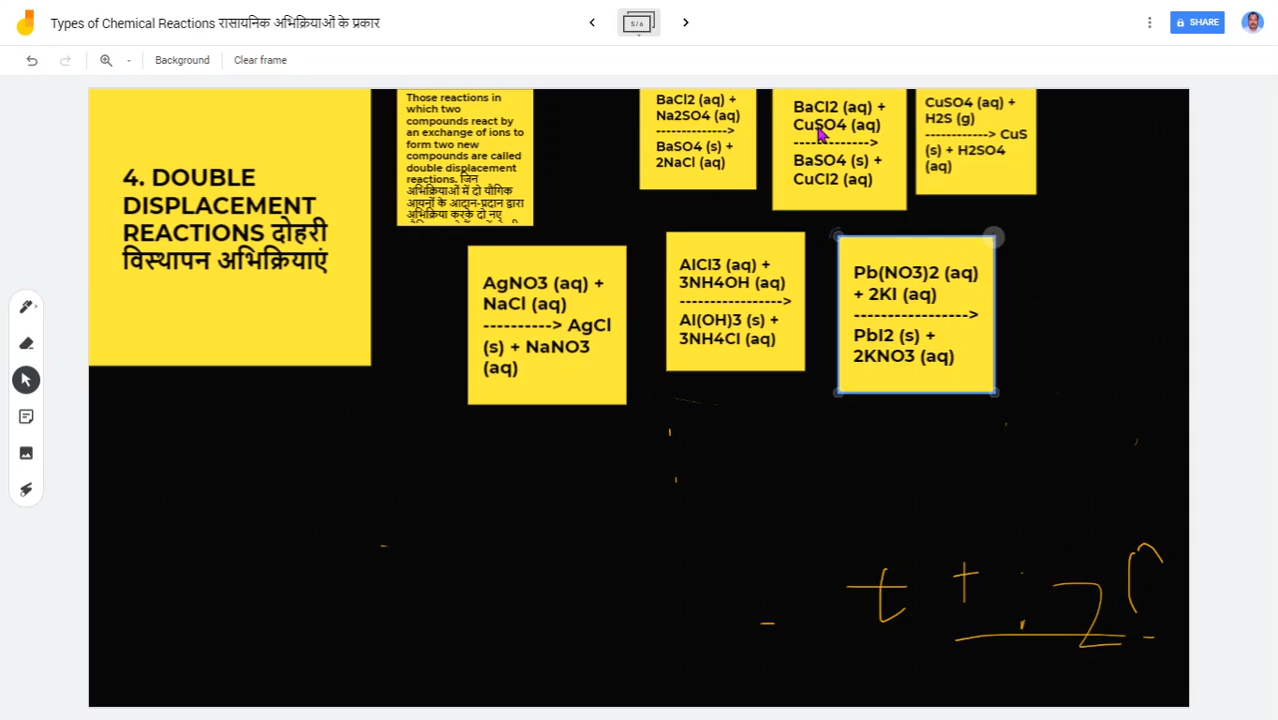 Types of Chemical Reactions रासायनिक अभिक्रियाओं के प्रकार
5/6
SHARE
Background
Clear frame
4. DOUBLE
DISPLACEMENT
REACTIONS दोहरी
विस्थापन अभिक्रियाएं
Those reactions in
which two
compounds react by
an exchange of ions to
form two new
compounds are called
double displacement
reactions. जिन
अभिक्रियाओं में दो यौगिक
आयनों के आदान-प्रदान द्वारा
अभिक्रिया करके दो नए
BaCl2 (aq) +
Na2SO4 (aq)
------------->
BaSO4 (s) +
2NaCl (aq)
BaCl2 (aq) +
CuSO4 (aq)
------------->
BaSO4 (s) +
CuCl2 (aq)
CuSO4 (aq) +
H2S (g)
------------> CuS
(s) + H2SO4
(aq)
AgNO3 (aq) +
NaCl (aq)
----------> AgCl
(s) + NaNO3
(aq)
AlCl3 (aq) +
3NH4OH (aq)
----------------->
Al(OH)3 (s) +
3NH4Cl (aq)
Pb(NO3)2 (aq)
+ 2KI (aq)
----------------->
PbI2 (s) +
2KNO3 (aq)